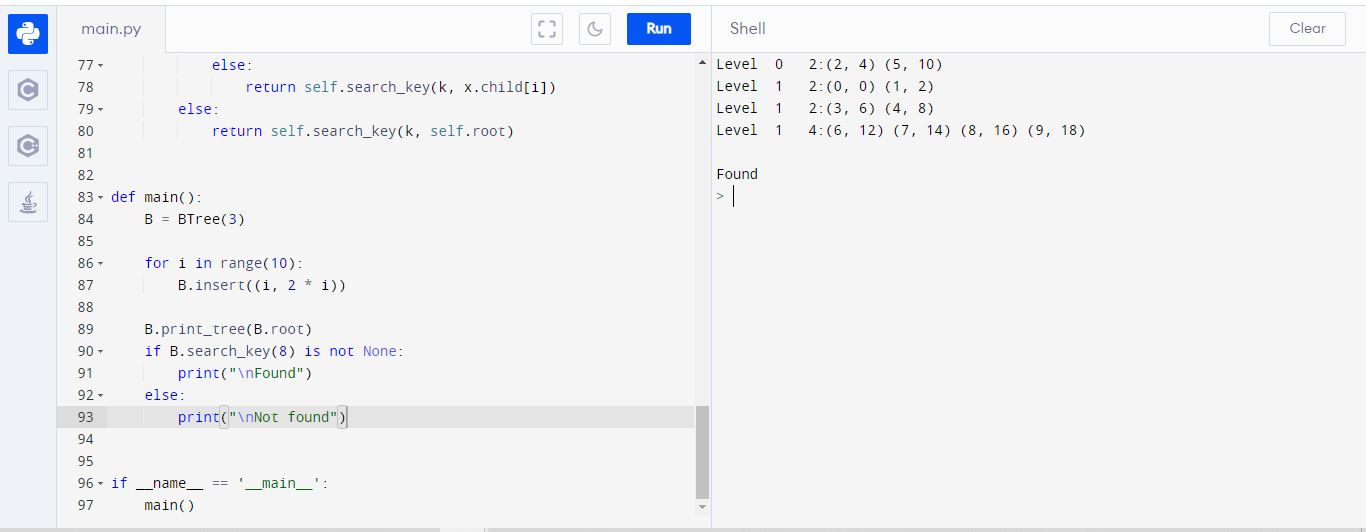 main.py
Run
Shell
Clear
77 else:
78 return self.search_key(k, x.child[i])
79 else:
80 return self.search_key(k, self.root)
81
82
83 def main():
84 B = BTree(3)
85
86 for i in range(10):
87 B.insert((i, 2 * i))
88
89 B.print_tree(B.root)
90 if B.search_key(8) is not None:
91 print("\nFound")
92 else:
93 print("\nNot found")
94
95
96 if __name__ == '__main__':
97 main()
Level 0 2:(2, 4) (5, 10)
Level 1 2:(0, 0) (1, 2)
Level 1 2:(3, 6) (4, 8)
Level 1 4:(6, 12) (7, 14) (8, 16) (9, 18)
Found
>